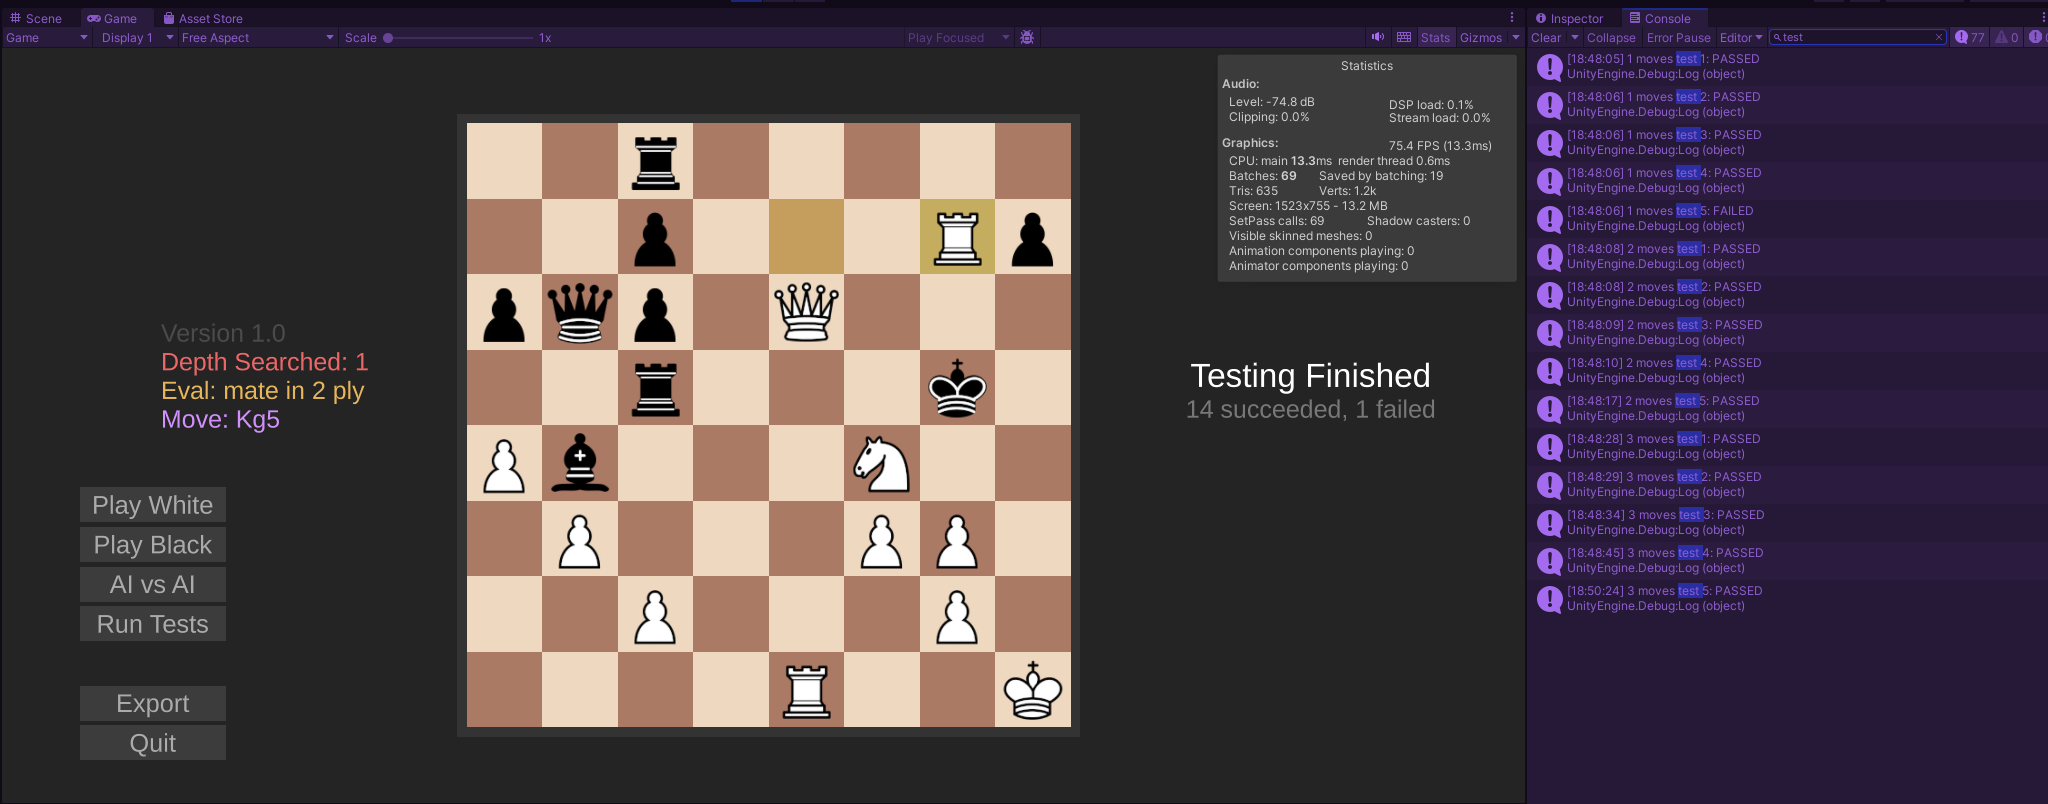 Scene
Game
Asset Store
Game
Display 1
Free Aspect
Scale
1x
Play Focused
Stats
Gizmos
Statistics
Audio:
Level: -74.8 dB
DSP load: 0.1%
Clipping: 0.0%
Stream load: 0.0%
Graphics:
75.4 FPS (13.3ms)
CPU: main 13.3ms render thread 0.6ms
Batches: 69 Saved by batching: 19
Tris: 635 Verts: 1.2k
Screen: 1523x755 - 13.2 MB
SetPass calls: 69 Shadow casters: 0
Visible skinned meshes: 0
Animation components playing: 0
Animator components playing: 0
Version 1.0
Depth Searched: 1
Eval: mate in 2 ply
Move: Kg5
Play White
Play Black
AI vs AI
Run Tests
Export
Quit
Testing Finished
14 succeeded, 1 failed
Inspector
Console
Clear
Collapse
Error Pause
Editor
test
77
0
[18:48:05] 1 moves test 1: PASSED
UnityEngine.Debug:Log (object)
[18:48:06] 1 moves test 2: PASSED
UnityEngine.Debug:Log (object)
[18:48:06] 1 moves test 3: PASSED
UnityEngine.Debug:Log (object)
[18:48:06] 1 moves test 4: PASSED
UnityEngine.Debug:Log (object)
[18:48:06] 1 moves test 5: FAILED
UnityEngine.Debug:Log (object)
[18:48:08] 2 moves test 1: PASSED
UnityEngine.Debug:Log (object)
[18:48:08] 2 moves test 2: PASSED
UnityEngine.Debug:Log (object)
[18:48:09] 2 moves test 3: PASSED
UnityEngine.Debug:Log (object)
[18:48:10] 2 moves test 4: PASSED
UnityEngine.Debug:Log (object)
[18:48:17] 2 moves test 5: PASSED
UnityEngine.Debug:Log (object)
[18:48:28] 3 moves test 1: PASSED
UnityEngine.Debug:Log (object)
[18:48:29] 3 moves test 2: PASSED
UnityEngine.Debug:Log (object)
[18:48:34] 3 moves test 3: PASSED
UnityEngine.Debug:Log (object)
[18:48:45] 3 moves test 4: PASSED
UnityEngine.Debug:Log (object)
[18:50:24] 3 moves test 5: PASSED
UnityEngine.Debug:Log (object)